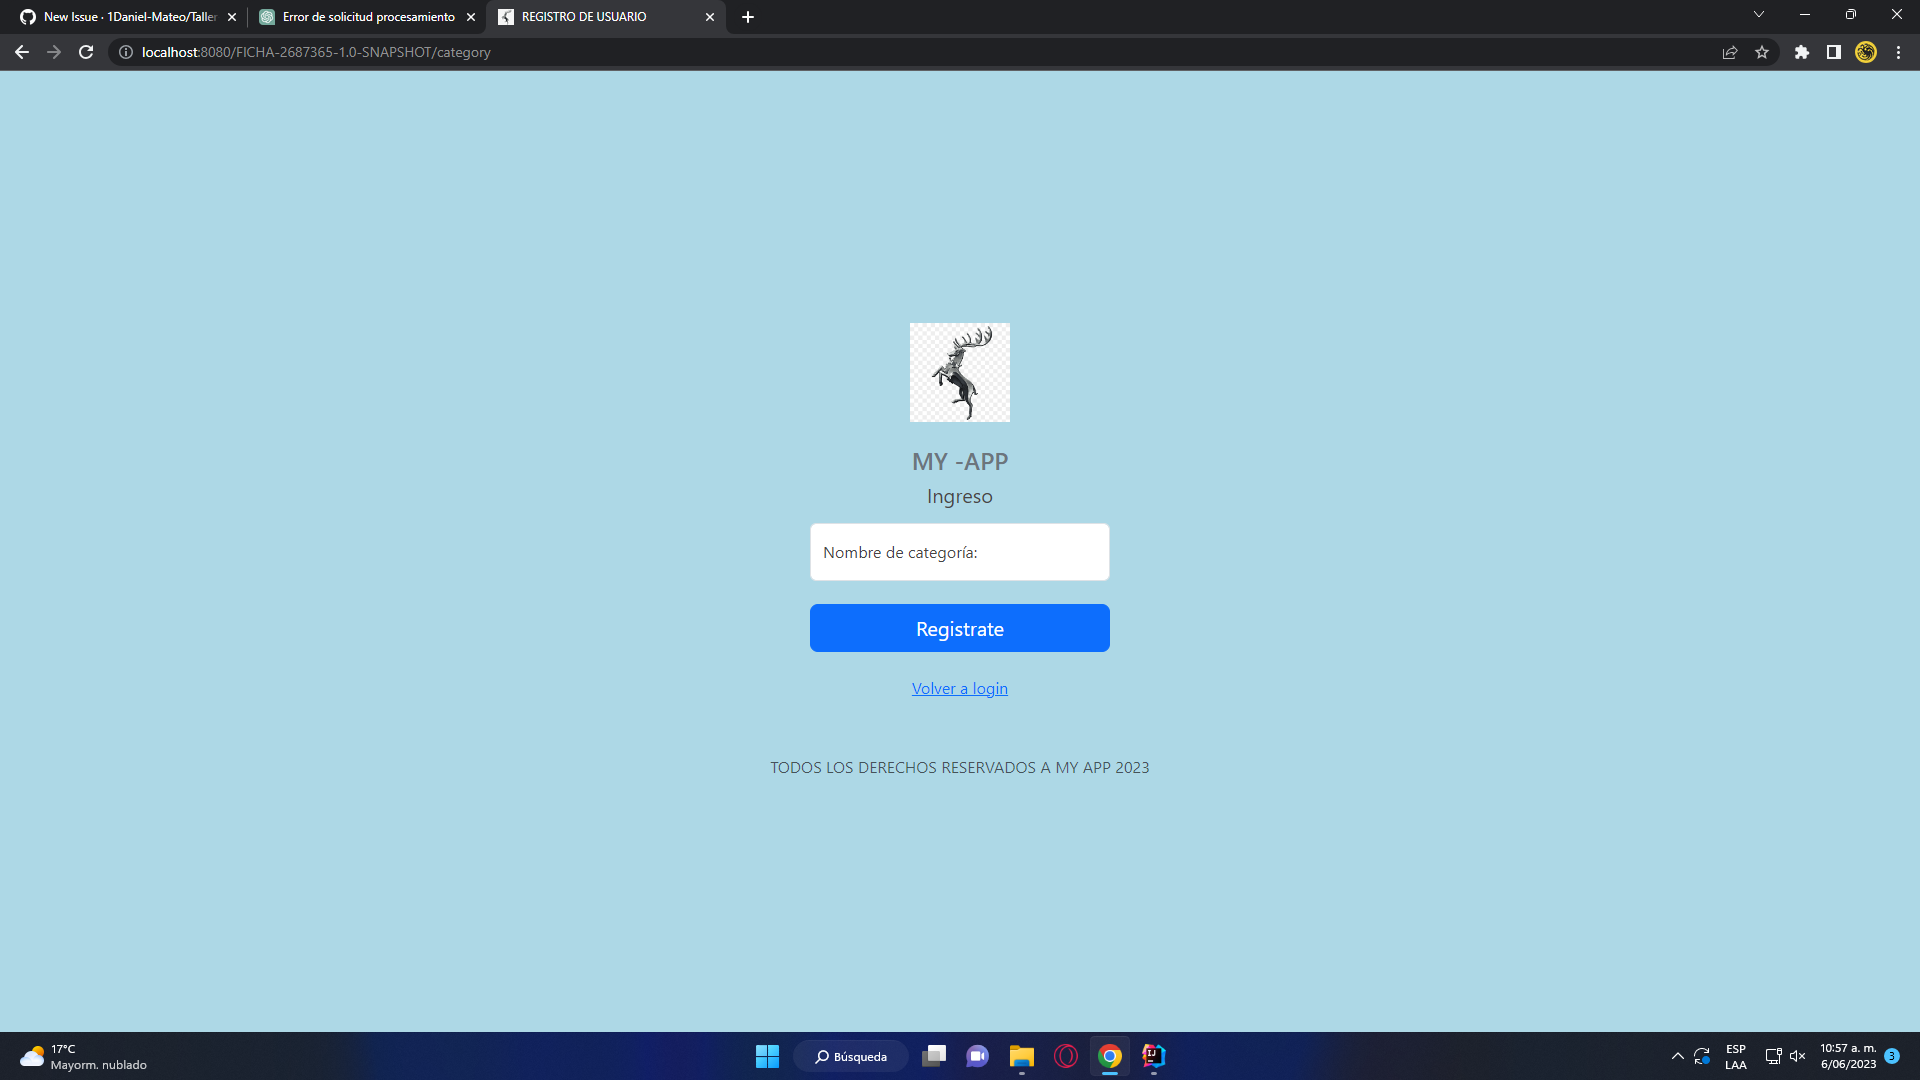 New Issue · 1Daniel-Mateo/Taller
Error de solicitud procesamiento
REGISTRO DE USUARIO
localhost:8080/FICHA-2687365-1.0-SNAPSHOT/category
MY -APP
Ingreso
Nombre de categoría:
Registrate
Volver a login
TODOS LOS DERECHOS RESERVADOS A MY APP 2023
17°C
Mayorm. nublado
Búsqueda
ESP
LAA
10:57 a. m.
6/06/2023
3